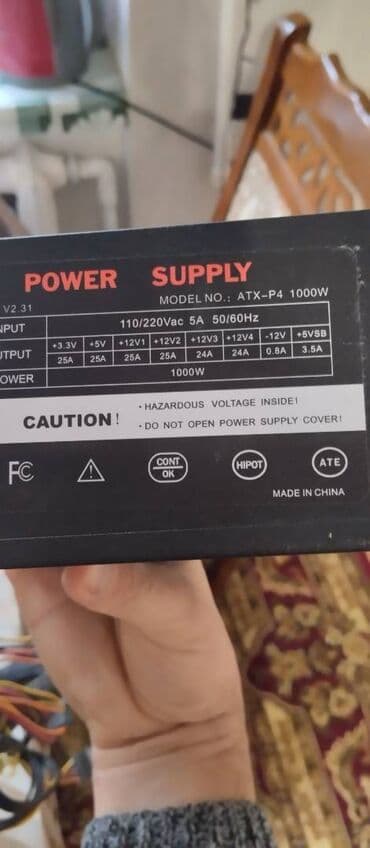 POWER SUPPLY
V2.31 MODEL NO.: ATX-P4 1000W
110/220Vac 5A 50/60Hz
+3.3V +5V +12V1 +12V2 +12V3 +12V4 -12V +5VSB
25A 25A 25A 25A 24A 24A 0.8A 3.5A
OWER 1000W
CAUTION!
· HAZARDOUS VOLTAGE INSIDE!
· DO NOT OPEN POWER SUPPLY COVER!
FC
CONT
OK
HIPOT
ATE
MADE IN CHINA